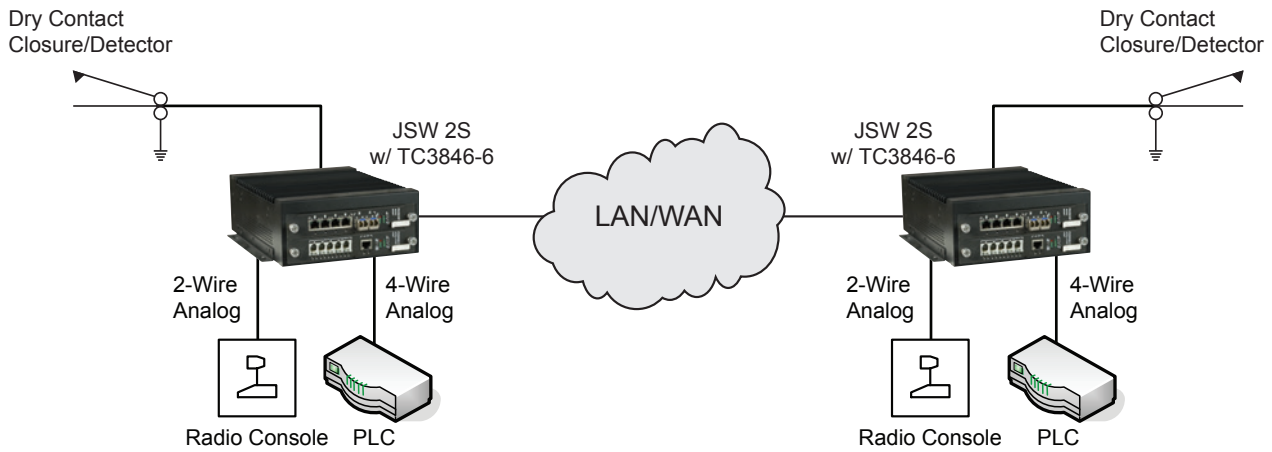 Dry Contact
Closure/Detector
Dry Contact
Closure/Detector
JSW 2S
w/ TC3846-6
JSW 2S
w/ TC3846-6
LAN/WAN
2-Wire
Analog
4-Wire
Analog
2-Wire
Analog
4-Wire
Analog
Radio Console
PLC
Radio Console
PLC